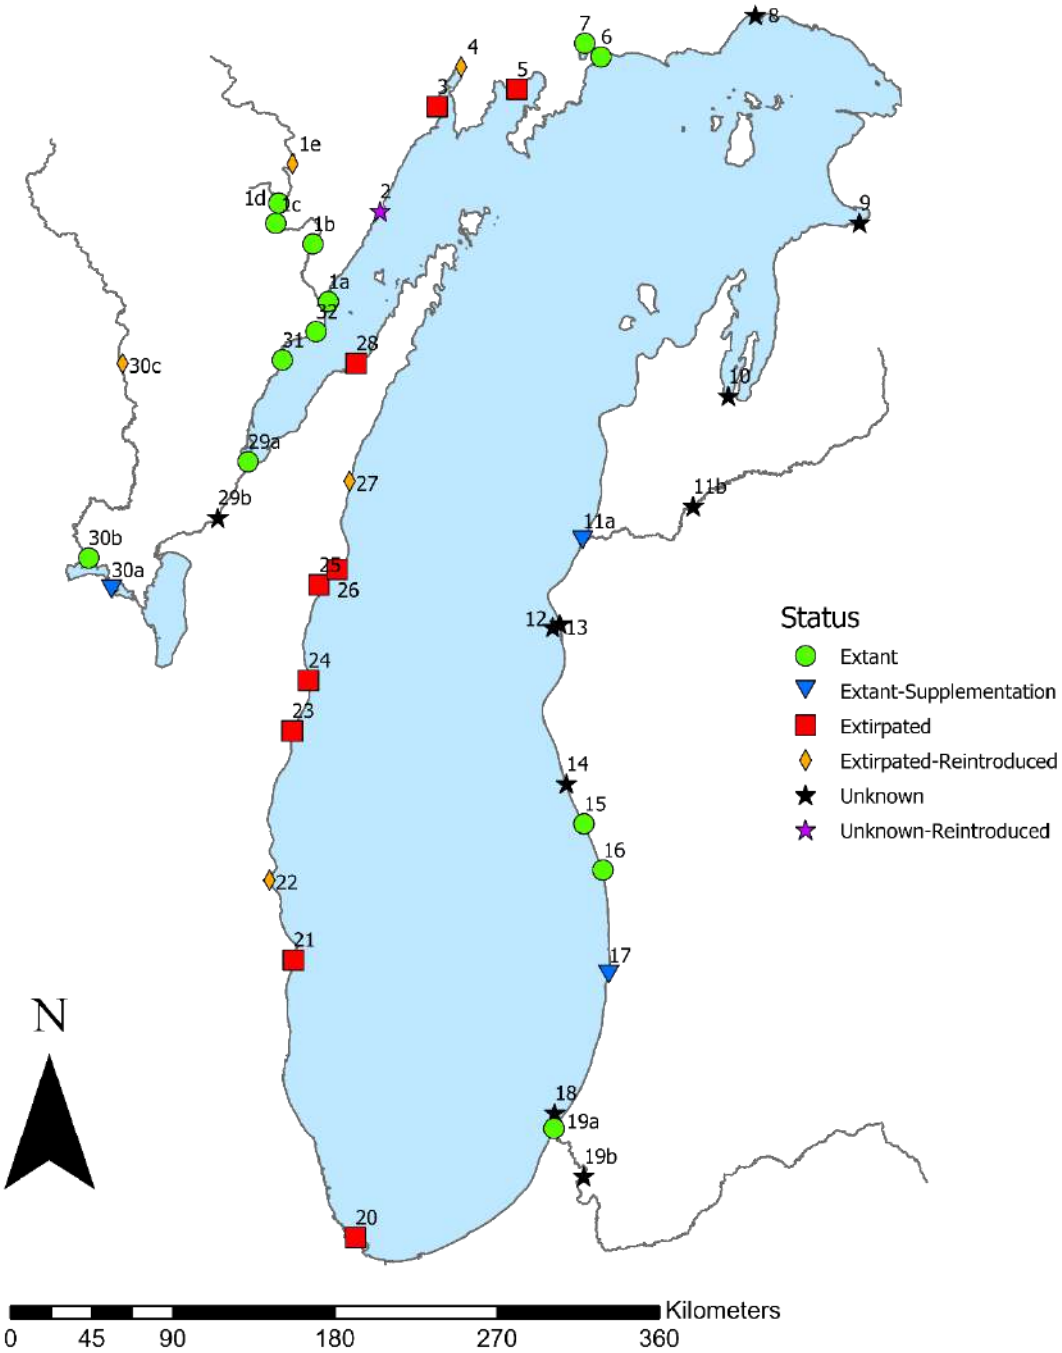 8
7
6
4
5
3
1e
1d
1c
2
9
1b
1a
32
31
28
30c
10
29a
27
11b
29b
11a
30b
30a
25
26
12
13
Status
Extant
24
Extant-Supplementation
23
Extirpated
Extirpated-Reintroduced
14
Unknown
15
Unknown-Reintroduced
16
22
21
17
N
18
19a
19b
20
Kilometers
0 45 90 180 270 360